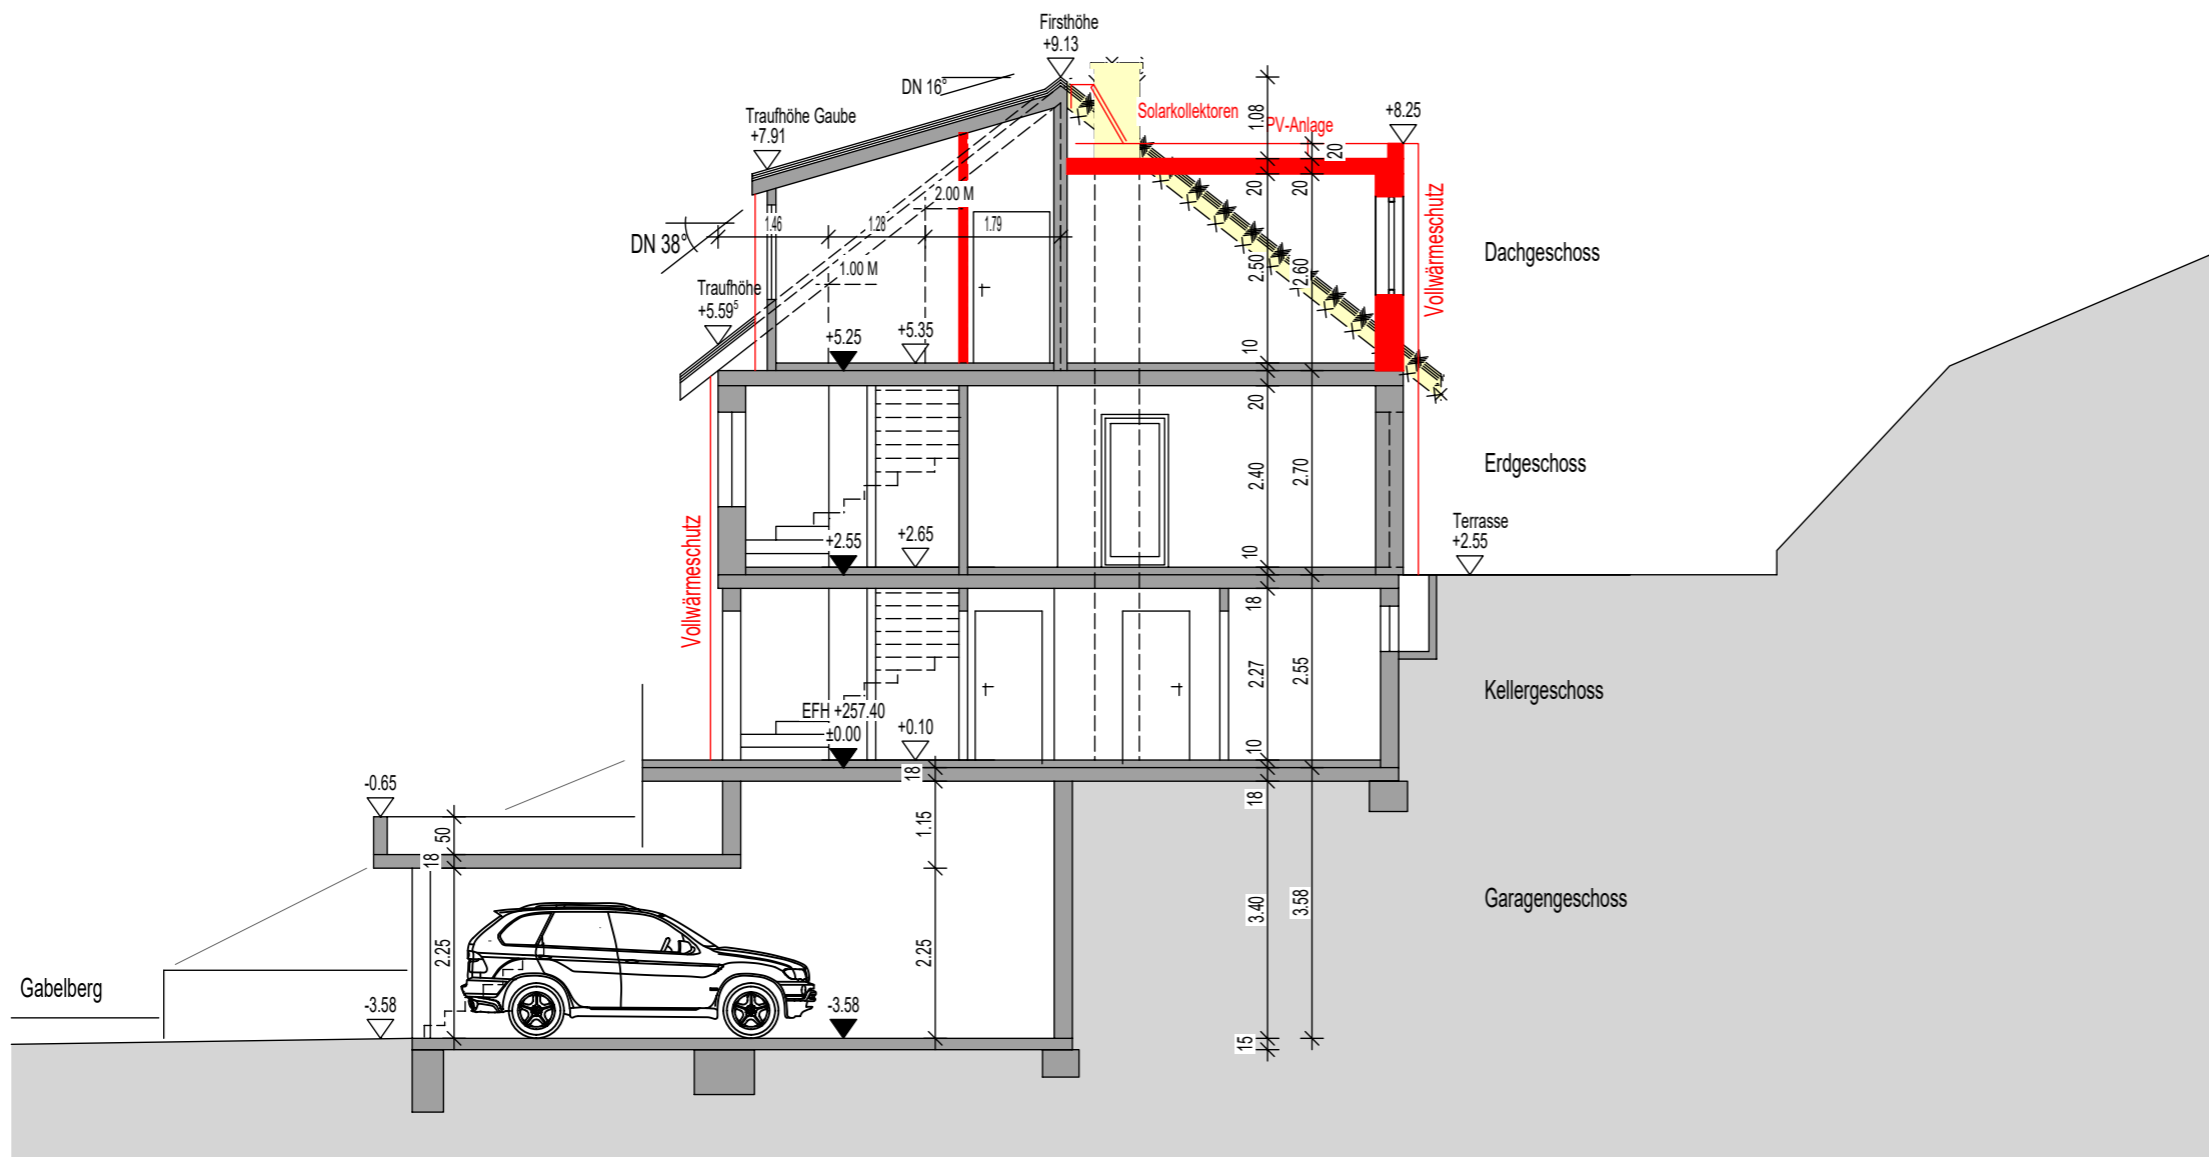 Firsthöhe
+9.13
DN 16°
Traufhöhe Gaube
+7.91
Solarkollektoren
PV-Anlage
+8.25
1.08
20
20
20
2.00 M
1.46
1.28
1.79
DN 38°
1.00 M
Traufhöhe
+5.59⁵
+5.25
+5.35
2.50
2.60
10
Vollwärmeschutz
Dachgeschoss
20
2.40
2.70
10
Erdgeschoss
Terrasse
+2.55
+2.55
+2.65
Vollwärmeschutz
18
2.27
2.55
10
Kellergeschoss
EFH +257.40
±0.00
+0.10
18
18
-0.65
50
18
1.15
3.40
3.58
Garagengeschoss
2.25
2.25
Gabelberg
-3.58
-3.58
15